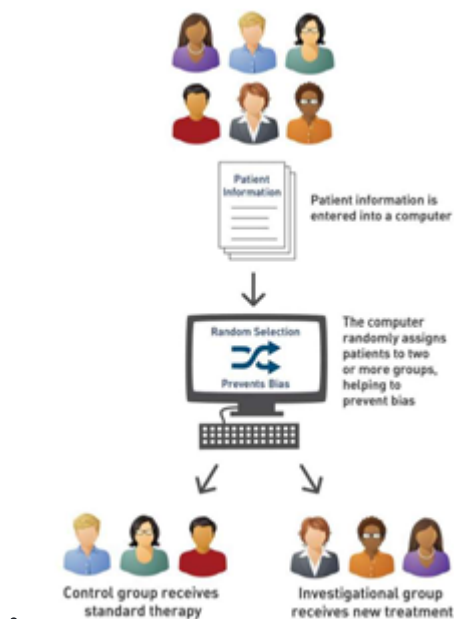 Patient
Information
Patient information is
entered into a computer
Random Selection
Prevents Bias
The computer
randomly assigns
patients to two
or more groups,
helping to
prevent bias
Control group receives
standard therapy
Investigational group
receives new treatment